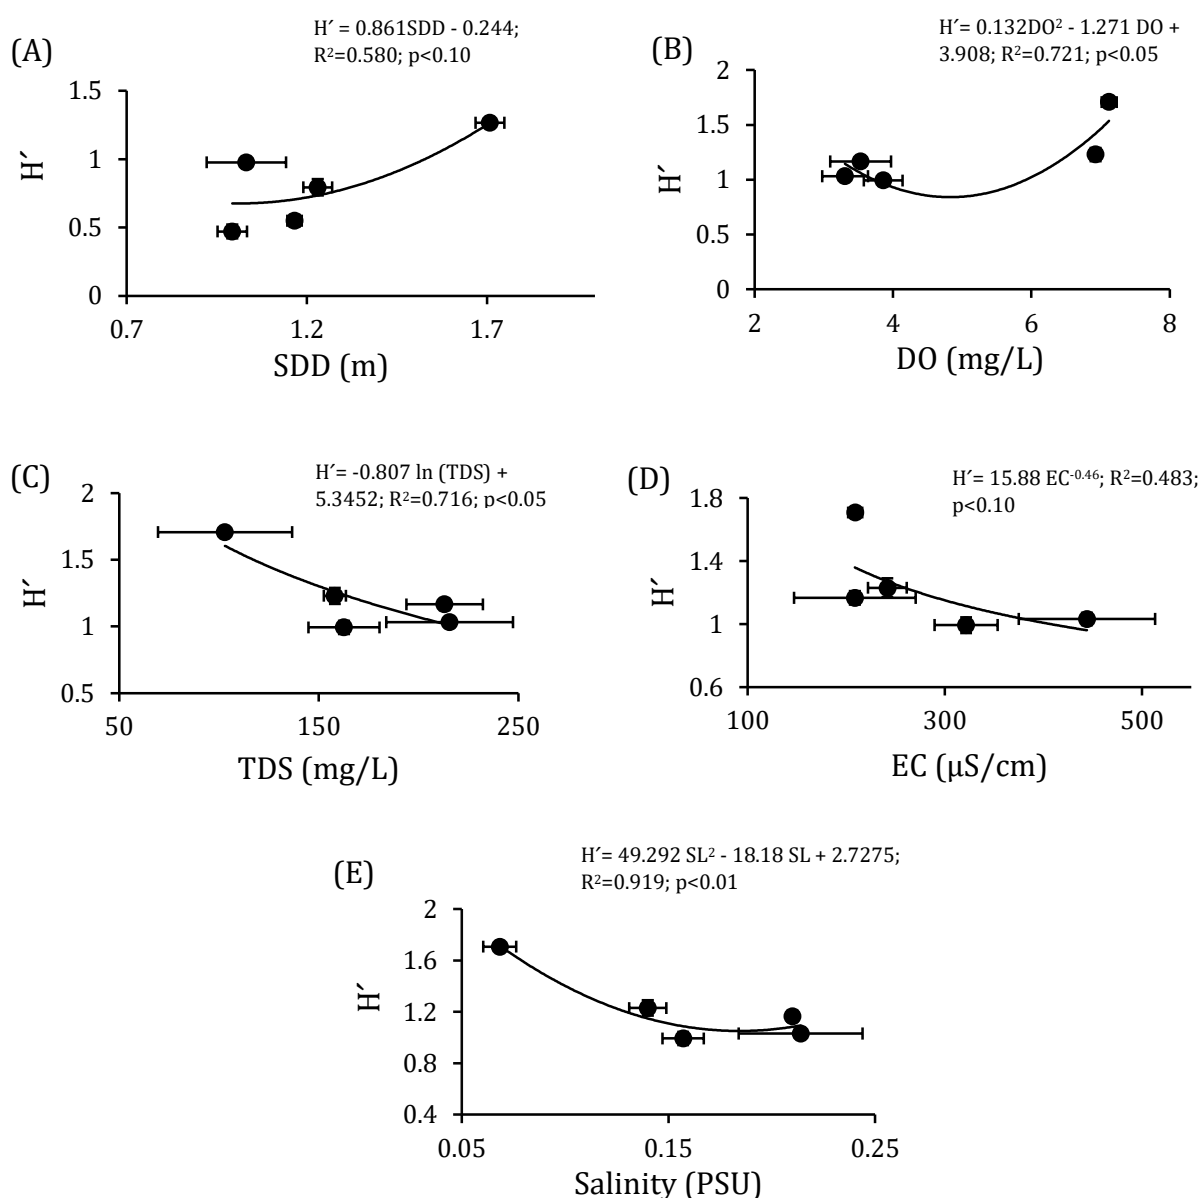 (A)
H′ = 0.861SDD - 0.244;
R²=0.580; p<0.10
1.5
1
0.5
0
H′
0.7 1.2 1.7
SDD (m)
(B)
H′= 0.132DO² - 1.271 DO +
3.908; R²=0.721; p<0.05
2
1.5
1
0.5
0
H′
2 4 6 8
DO (mg/L)
(C)
H′= -0.807 ln (TDS) +
5.3452; R²=0.716; p<0.05
2
1.5
1
0.5
H′
50 150 250
TDS (mg/L)
(D)
H′= 15.88 EC⁻⁰·⁴⁶; R²=0.483;
p<0.10
1.8
1.4
1
0.6
H′
100 300 500
EC (µS/cm)
(E)
H′= 49.292 SL² - 18.18 SL + 2.7275;
R²=0.919; p<0.01
2
1.6
1.2
0.8
0.4
H′
0.05 0.15 0.25
Salinity (PSU)